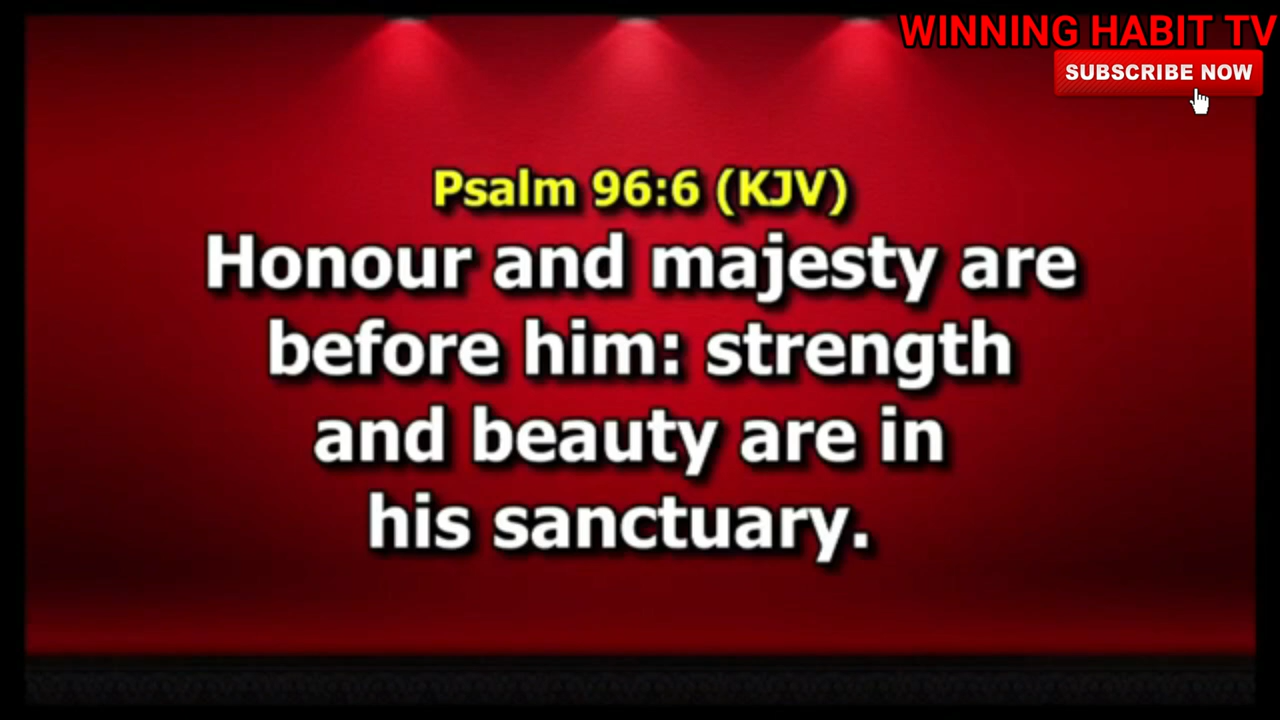 WINNING HABIT TV
SUBSCRIBE NOW
Psalm 96:6 (KJV)
Honour and majesty are
before him: strength
and beauty are in
his sanctuary.